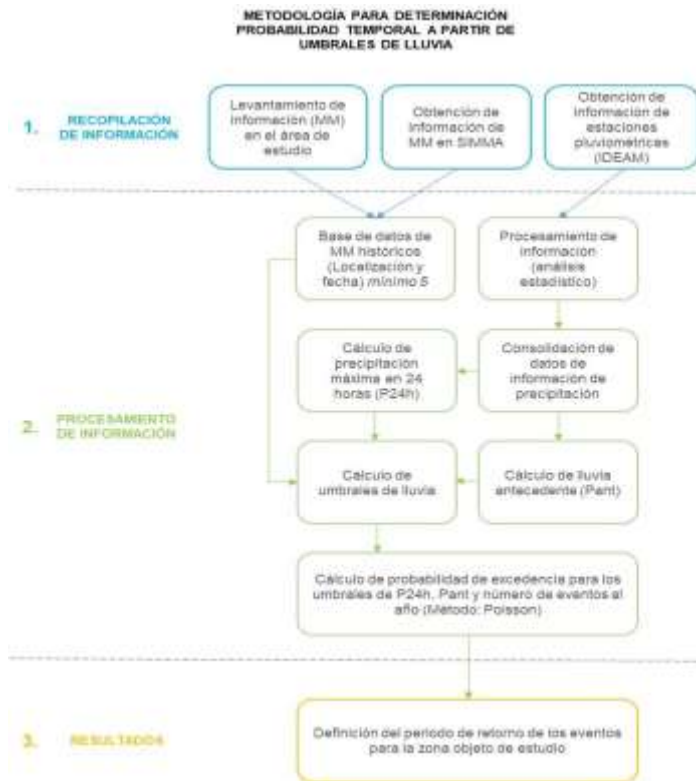 METODOLOGÍA PARA DETERMINACIÓN
PROBABILIDAD TEMPORAL A PARTIR DE
UMBRALES DE LLUVIA
1. RECOPILACIÓN
DE INFORMACIÓN
Levantamiento de
información (MM)
en el área de
estudio
Obtención de
información de
MM en SIMMA
Obtención de
información de
estaciones
pluviométricas
(IDEAM)
2. PROCESAMIENTO
DE INFORMACIÓN
Base de datos de
MM históricos
(Localización y
fecha) mínimo 5
Procesamiento de
información
(análisis
estadístico)
Cálculo de
precipitación
máxima en 24
horas (P24h)
Consolidación de
datos de
información de
precipitación
Calculo de
umbrales de lluvia
Cálculo de lluvia
antecedente (Pant)
Cálculo de probabilidad de excedencia para los
umbrales de P24h, Pant y número de eventos al
año (Método: Poisson)
3. RESULTADOS
Definición del periodo de retorno de los eventos
para la zona objeto de estudio